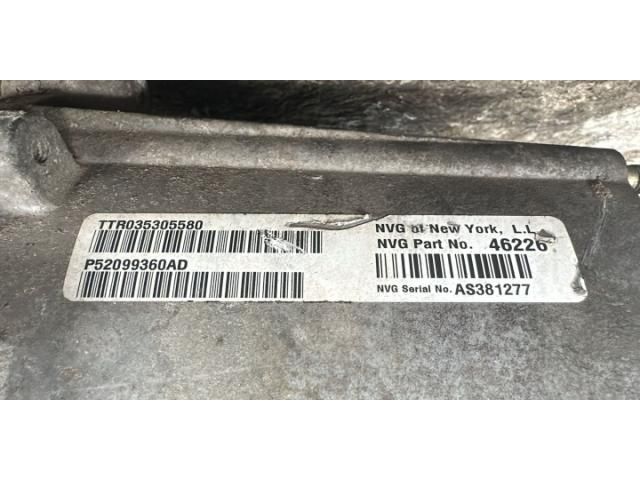 TTR035305580
P52099360AD
NVG of New York, L.L
NVG Part No. 46226
NVG Serial No. AS381277